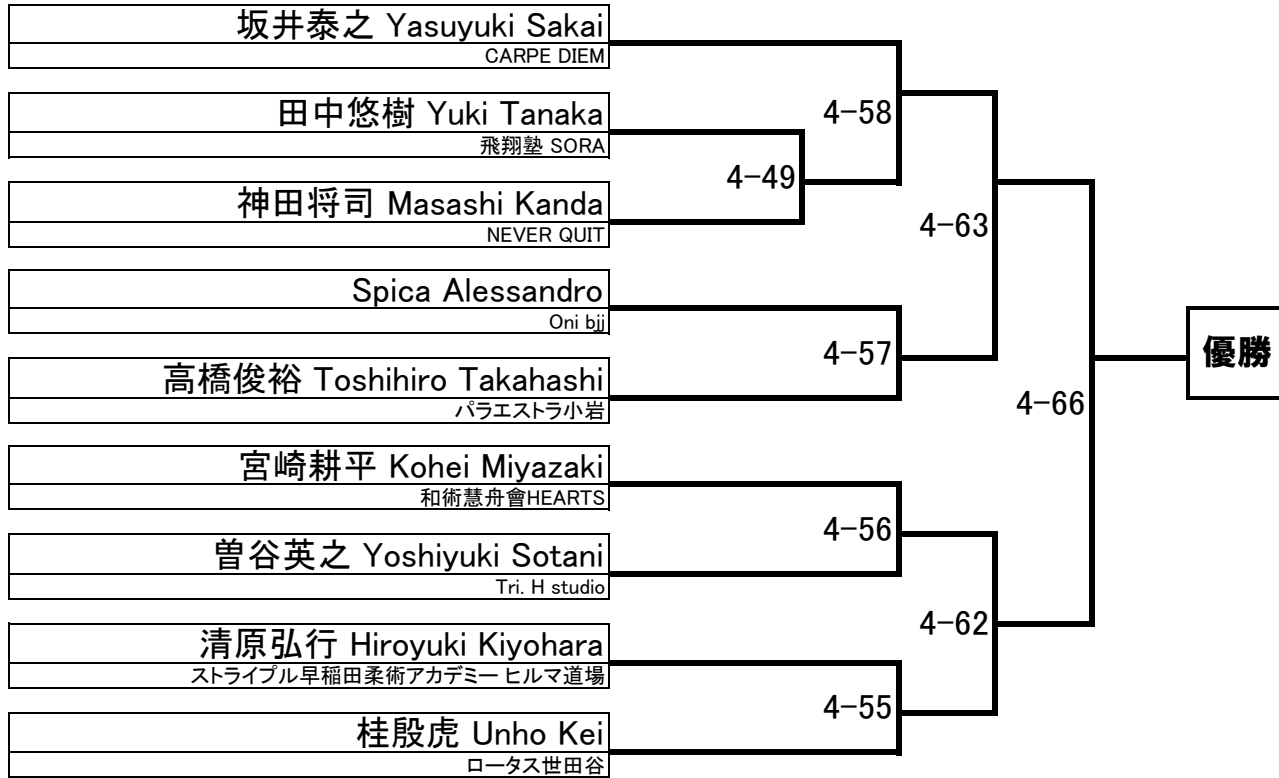 坂井泰之 Yasuyuki Sakai
CARPE DIEM
田中悠樹 Yuki Tanaka
飛翔塾 SORA
神田将司 Masashi Kanda
NEVER QUIT
Spica Alessandro
Oni bjj
高橋俊裕 Toshihiro Takahashi
パラエストラ小岩
宮崎耕平 Kohei Miyazaki
和術慧舟會HEARTS
曽谷英之 Yoshiyuki Sotani
Tri. H studio
清原弘行 Hiroyuki Kiyohara
ストライプル早稲田柔術アカデミー ヒルマ道場
桂殷虎 Unho Kei
ロータス世田谷
4-49
4-58
4-57
4-56
4-55
4-63
4-62
4-66
優勝